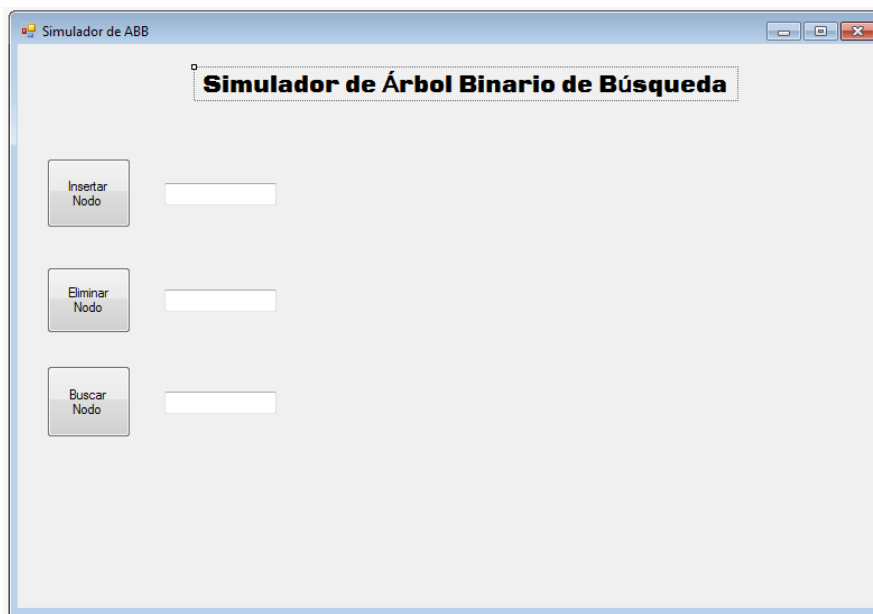 Simulador de ABB
Simulador de Árbol Binario de Búsqueda
Insertar
Nodo
Eliminar
Nodo
Buscar
Nodo